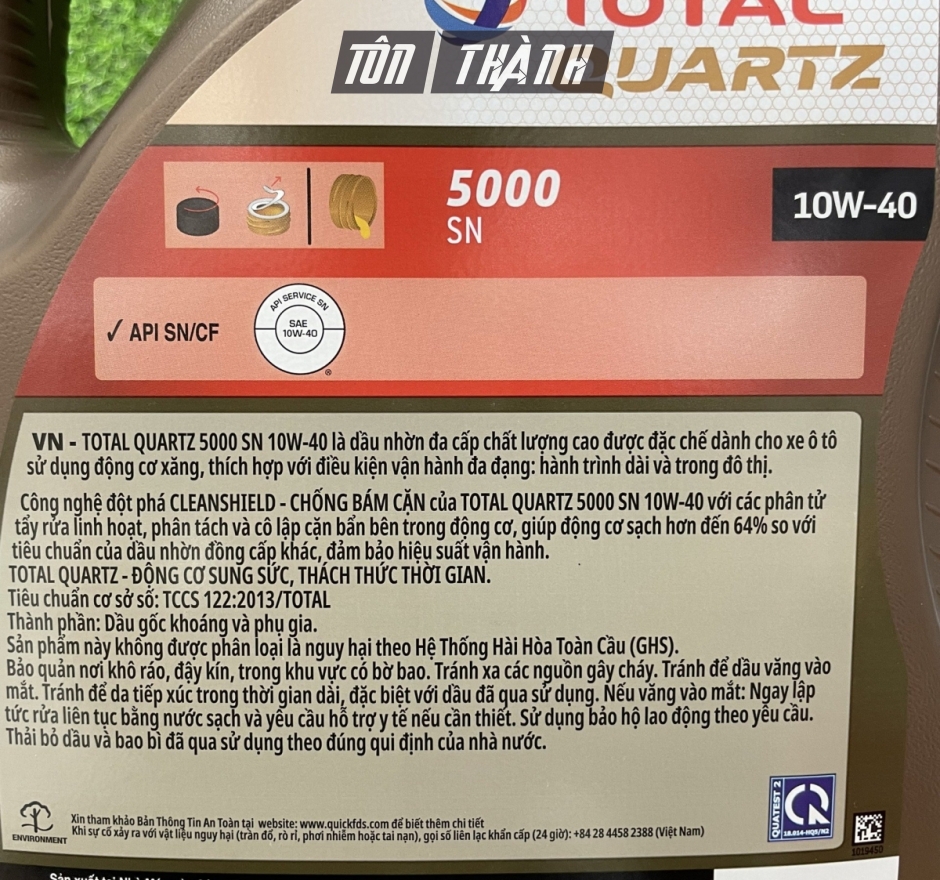 TOTAL
TÔN THÀNH
QUARTZ
5000
SN
10W-40
API SERVICE SN
SAE
10W-40
®
✓ API SN/CF
VN - TOTAL QUARTZ 5000 SN 10W-40 là dầu nhờn đa cấp chất lượng cao được đặc chế dành cho xe ô tô
sử dụng động cơ xăng, thích hợp với điều kiện vận hành đa đạng: hành trình dài và trong đô thị.
Công nghệ đột phá CLEANSHIELD - CHỐNG BÁM CẶN của TOTAL QUARTZ 5000 SN 10W-40 với các phân tử
tẩy rửa linh hoạt, phân tách và cô lập cặn bẩn bên trong động cơ, giúp động cơ sạch hơn đến 64% so với
tiêu chuẩn của dầu nhờn đồng cấp khác, đảm bảo hiệu suất vận hành.
TOTAL QUARTZ - ĐỘNG CƠ SUNG SỨC, THÁCH THỨC THỜI GIAN.
Tiêu chuẩn cơ sở số: TCCS 122:2013/TOTAL
Thành phần: Dầu gốc khoáng và phụ gia.
Sản phẩm này không được phân loại là nguy hại theo Hệ Thống Hài Hòa Toàn Cầu (GHS).
Bảo quản nơi khô ráo, đậy kín, trong khu vực có bờ bao. Tránh xa các nguồn gây cháy. Tránh để dầu văng vào
mắt. Tránh để da tiếp xúc trong thời gian dài, đặc biệt với dầu đã qua sử dụng. Nếu văng vào mắt: Ngay lập
tức rửa liên tục bằng nước sạch và yêu cầu hỗ trợ y tế nếu cần thiết. Sử dụng bảo hộ lao động theo yêu cầu.
Thải bỏ dầu và bao bì đã qua sử dụng theo đúng qui định của nhà nước.
ENVIRONMENT
Xin tham khảo Bản Thông Tin An Toàn tại website: www.quickfds.com để biết thêm chi tiết
Khi sự cố xảy ra với vật liệu nguy hại (tràn đổ, rò rỉ, phơi nhiễm hoặc tai nạn), gọi số liên lạc khẩn cấp (24 giờ): +84 28 4458 2388 (Việt Nam)
QUATEST 2
18.014-HQ5/N2
1019450